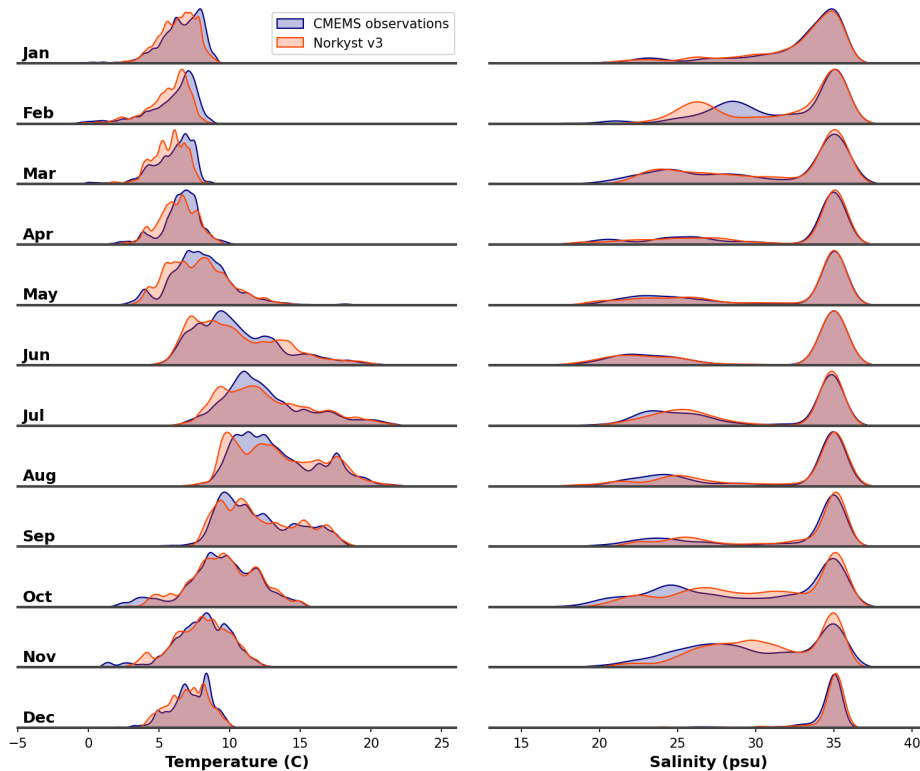 CMEMS observations
Norkyst v3
Jan
Feb
Mar
Apr
May
Jun
Jul
Aug
Sep
Oct
Nov
Dec
−5 0 5 10 15 20 25
15 20 25 30 35 40
Temperature (C)
Salinity (psu)